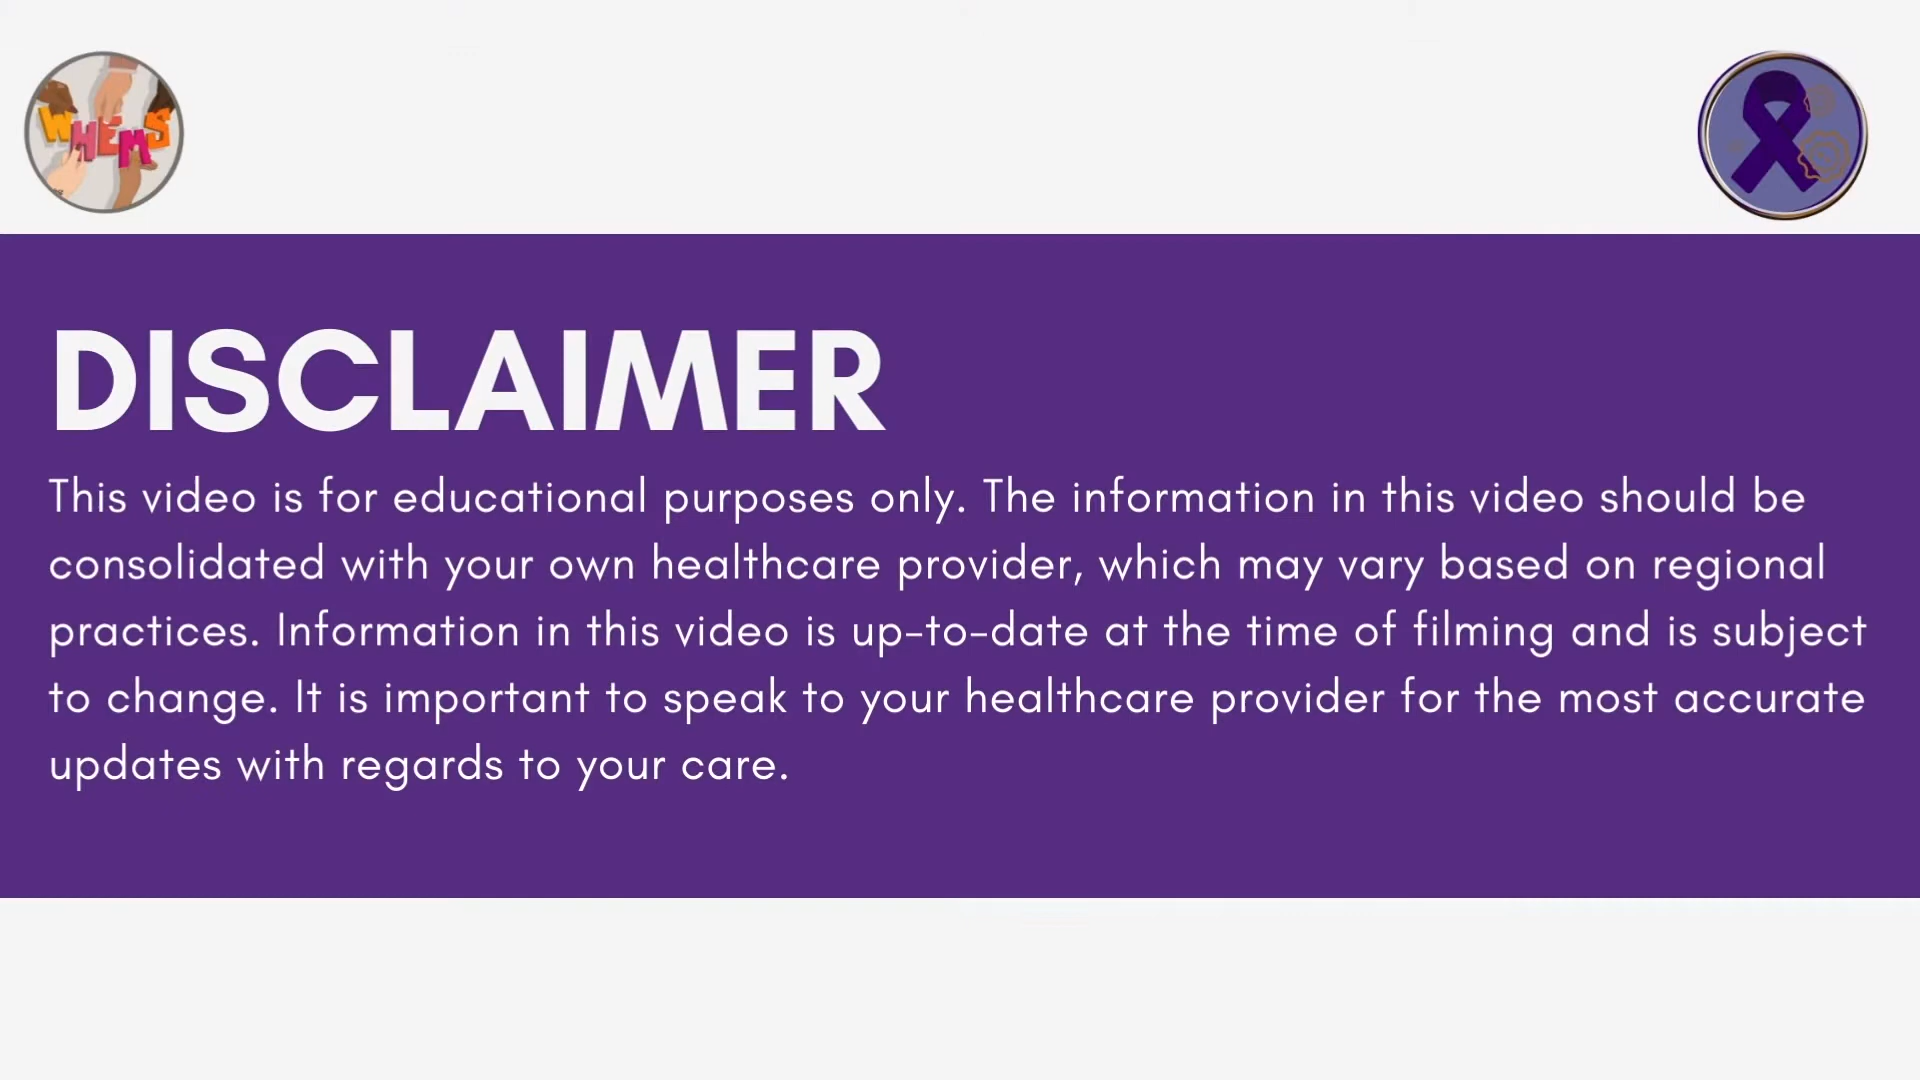 WHEMS
DISCLAIMER
This video is for educational purposes only. The information in this video should be
consolidated with your own healthcare provider, which may vary based on regional
practices. Information in this video is up-to-date at the time of filming and is subject
to change. It is important to speak to your healthcare provider for the most accurate
updates with regards to your care.